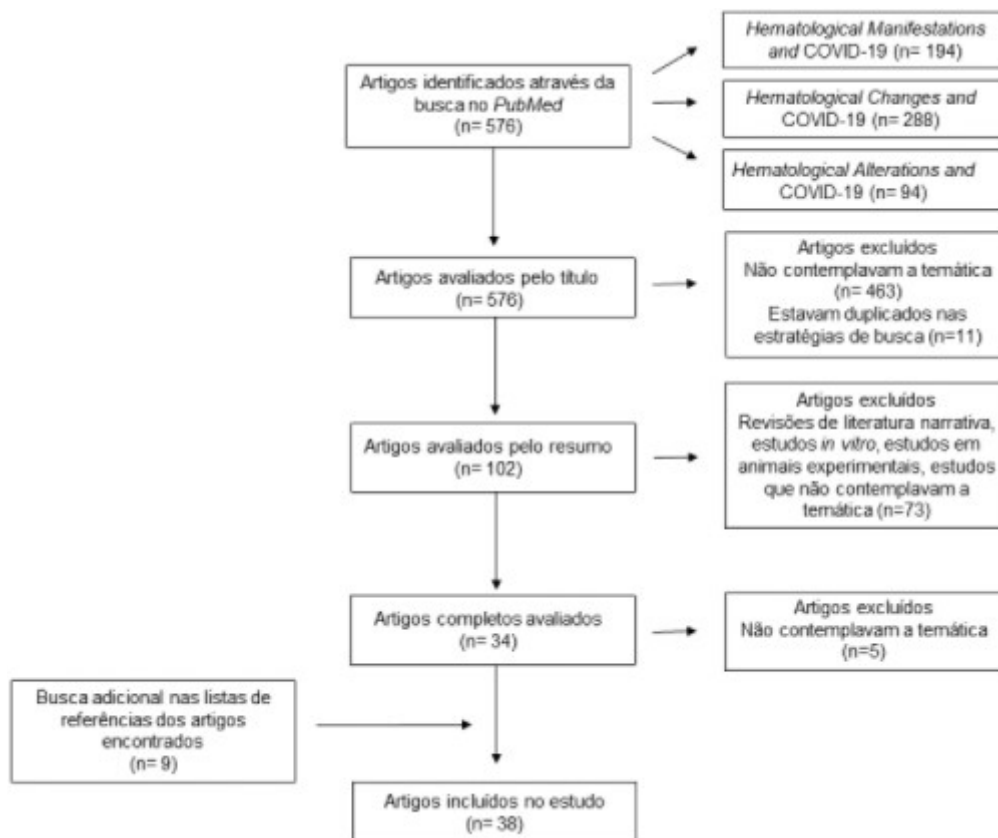 Hematological Manifestations
and COVID-19 (n= 194)
Artigos identificados através da
busca no PubMed
(n= 576)
Hematological Changes and
COVID-19 (n= 288)
Hematological Alterations and
COVID-19 (n= 94)
Artigos avaliados pelo título
(n= 576)
Artigos excluídos
Não contemplavam a temática
(n= 463)
Estavam duplicados nas
estratégias de busca (n=11)
Artigos avaliados pelo resumo
(n= 102)
Artigos excluídos
Revisões de literatura narrativa,
estudos in vitro, estudos em
animais experimentais, estudos
que não contemplavam a
temática (n=73)
Artigos completos avaliados
(n= 34)
Artigos excluídos
Não contemplavam a temática
(n=5)
Busca adicional nas listas de
referências dos artigos
encontrados
(n= 9)
Artigos incluídos no estudo
(n= 38)